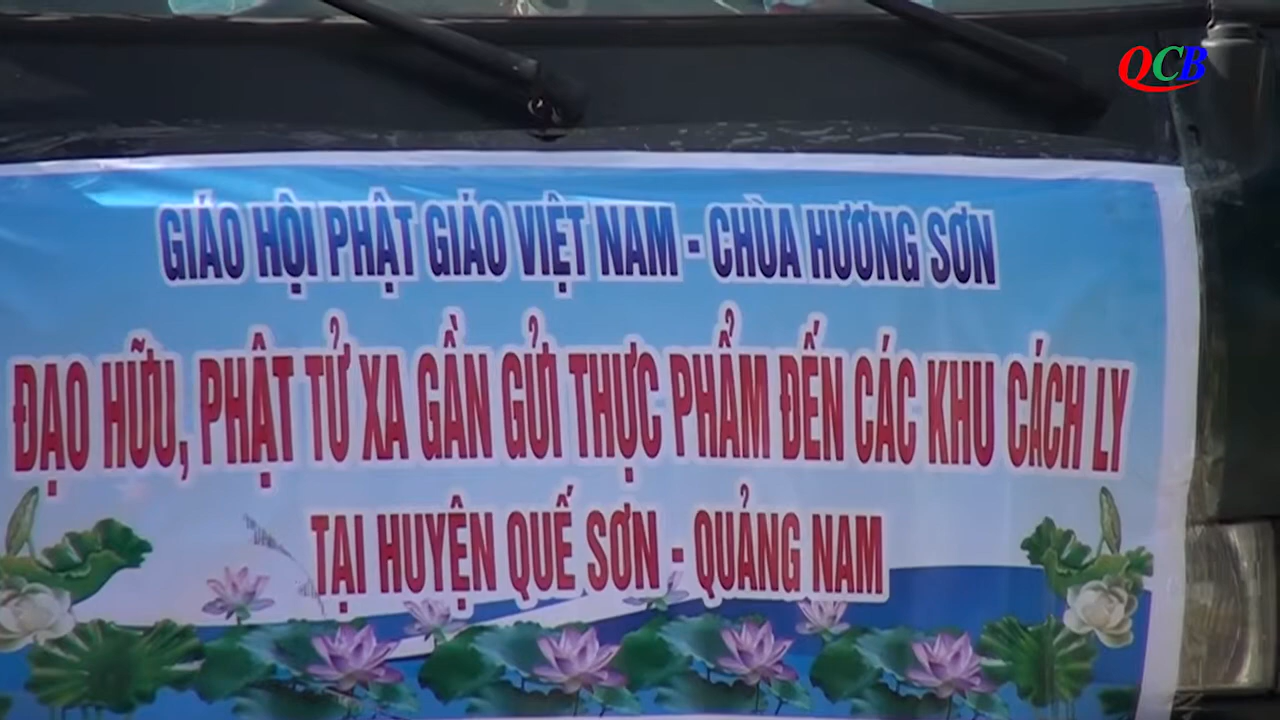 QCB
GIÁO HỘI PHẬT GIÁO VIỆT NAM - CHÙA HƯƠNG SƠN
ĐẠO HỮU, PHẬT TỬ XA GẦN GỬI THỰC PHẨM ĐẾN CÁC KHU CÁCH LY
TẠI HUYỆN QUẾ SƠN - QUẢNG NAM